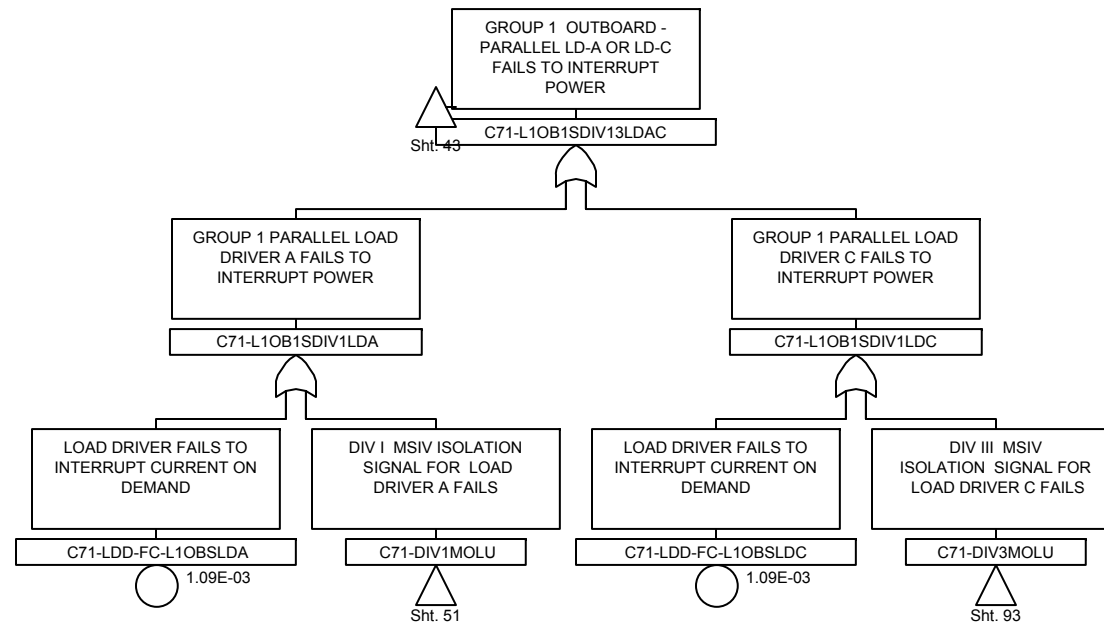 GROUP 1 OUTBOARD -
PARALLEL LD-A OR LD-C
FAILS TO INTERRUPT
POWER
C71-L1OB1SDIV13LDAC
Sht. 43
GROUP 1 PARALLEL LOAD
DRIVER A FAILS TO
INTERRUPT POWER
C71-L1OB1SDIV1LDA
GROUP 1 PARALLEL LOAD
DRIVER C FAILS TO
INTERRUPT POWER
C71-L1OB1SDIV1LDC
LOAD DRIVER FAILS TO
INTERRUPT CURRENT ON
DEMAND
C71-LDD-FC-L1OBSLDA
1.09E-03
DIV I MSIV ISOLATION
SIGNAL FOR LOAD
DRIVER A FAILS
C71-DIV1MOLU
Sht. 51
LOAD DRIVER FAILS TO
INTERRUPT CURRENT ON
DEMAND
C71-LDD-FC-L1OBSLDC
1.09E-03
DIV III MSIV
ISOLATION SIGNAL FOR
LOAD DRIVER C FAILS
C71-DIV3MOLU
Sht. 93